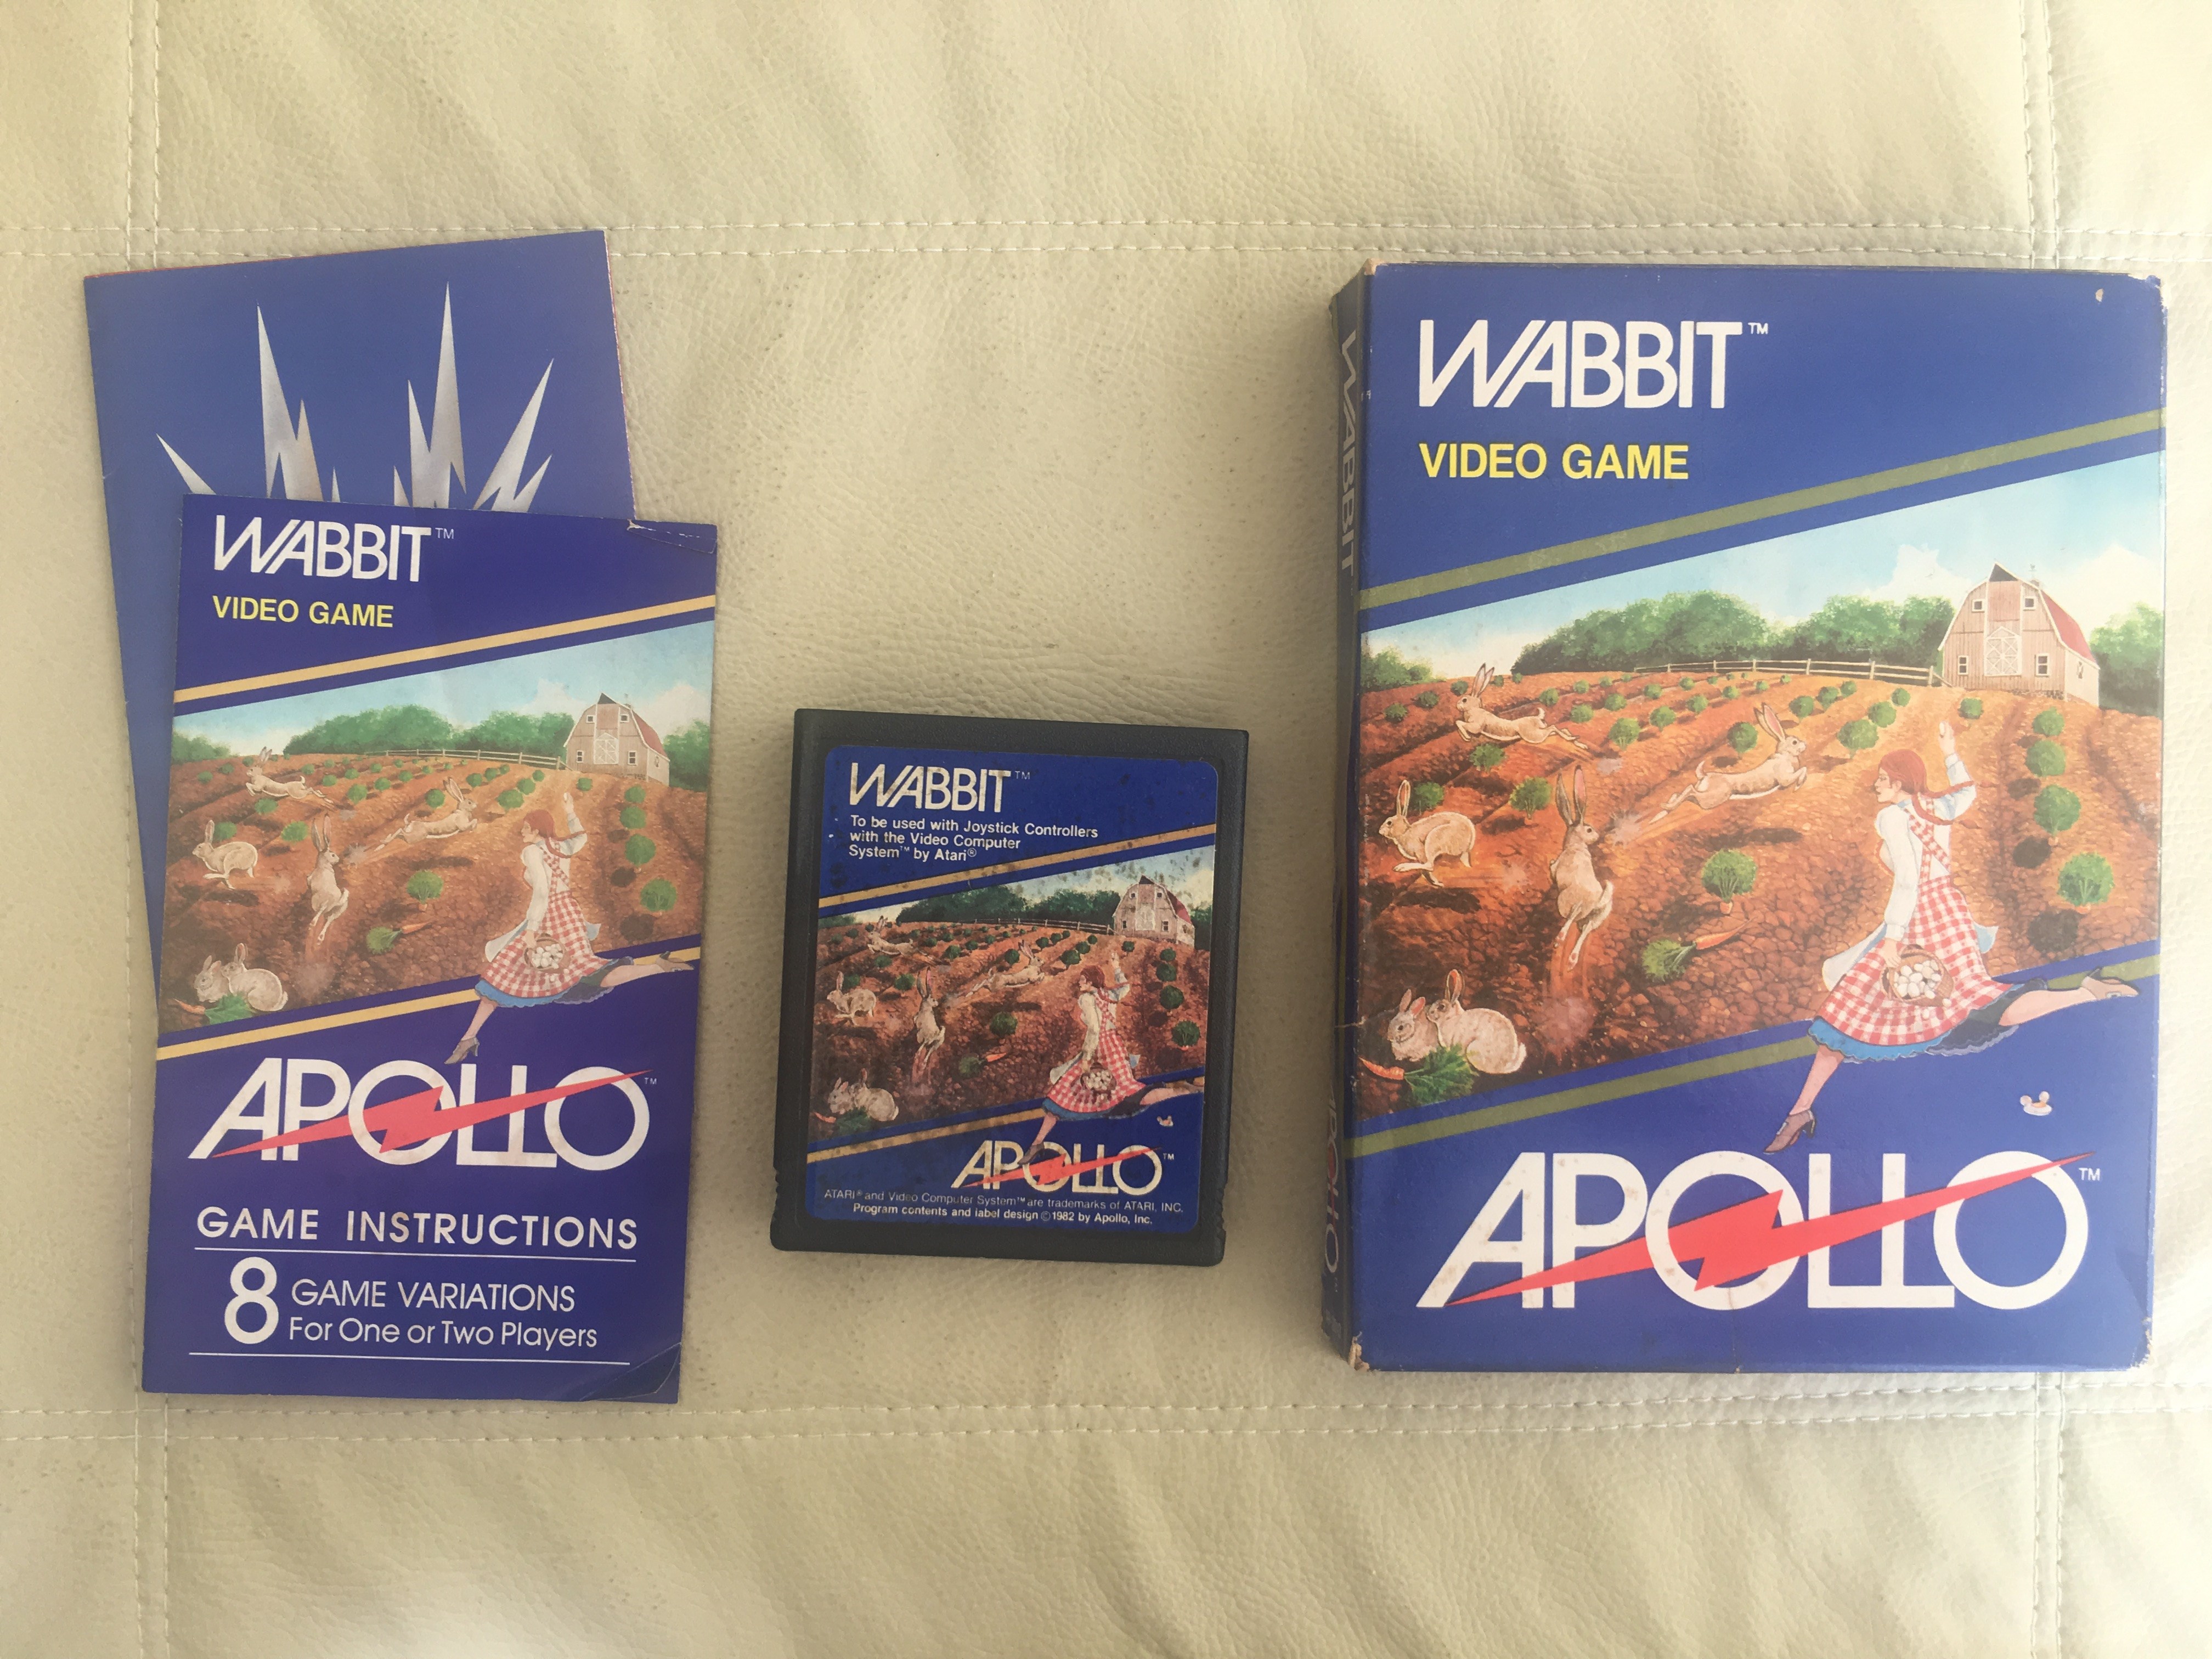 WABBIT™
VIDEO GAME
APOLLO™
GAME INSTRUCTIONS
8 GAME VARIATIONS
For One or Two Players
WABBIT™
To be used with Joystick Controllers
with the Video Computer
System™ by Atari®
APOLLO™
ATARI® and Video Computer System™ are trademarks of ATARI, INC.
Program contents and label design ©1982 by Apollo, Inc.
WABBIT
APOLLO
WABBIT™
VIDEO GAME
APOLLO™